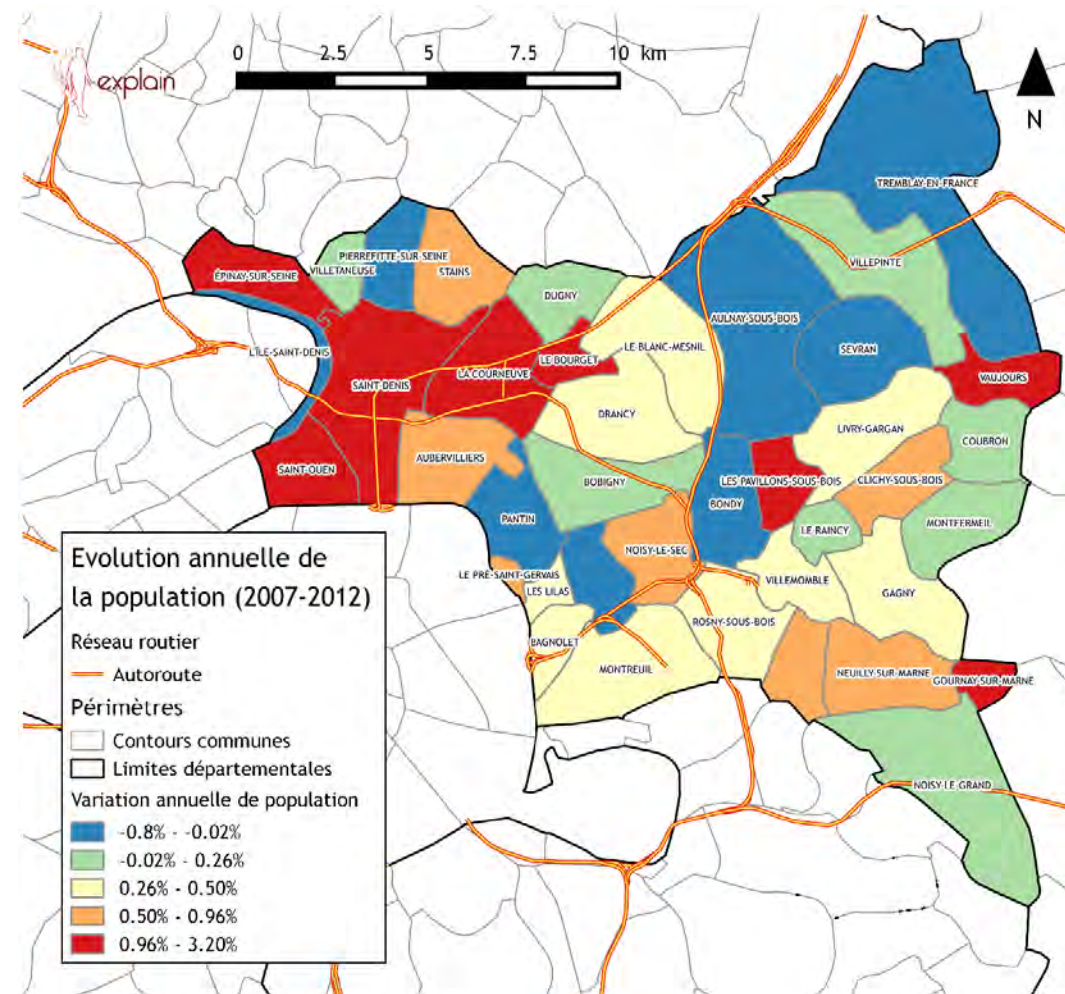 explain
0 2.5 5 7.5 10 km
N
TREMBLAY-EN-FRANCE
PIERREFITTE-SUR-SEINE
VILLEPINTE
ÉPINAY-SUR-SEINE
VILLETANEUSE
STAINS
DUGNY
AULNAY-SOUS-BOIS
L'ÎLE-SAINT-DENIS
LE-BLANC-MESNIL
SEVRAN
LE-BOURGET
SAINT-DENIS
LA-COURNEUVE
VAUJOURS
DRANCY
LIVRY-GARGAN
COUBRON
AUBERVILLIERS
SAINT-OUEN
BOBIGNY
LES-PAVILLONS-SOUS-BOIS
CLICHY-SOUS-BOIS
BONDY
PANTIN
MONTFERMEIL
LE-RAINCY
NOISY-LE-SEC
LE-PRÉ-SAINT-GERVAIS
VILLEMOMBLE
LES-LILAS
GAGNY
ROSNY-SOUS-BOIS
BAGNOLET
MONTREUIL
NEUILLY-SUR-MARNE
GOURNAY-SUR-MARNE
NOISY-LE-GRAND
Evolution annuelle de
la population (2007-2012)
Réseau routier
Autoroute
Périmètres
Contours communes
Limites départementales
Variation annuelle de population
-0.8% - -0.02%
-0.02% - 0.26%
0.26% - 0.50%
0.50% - 0.96%
0.96% - 3.20%